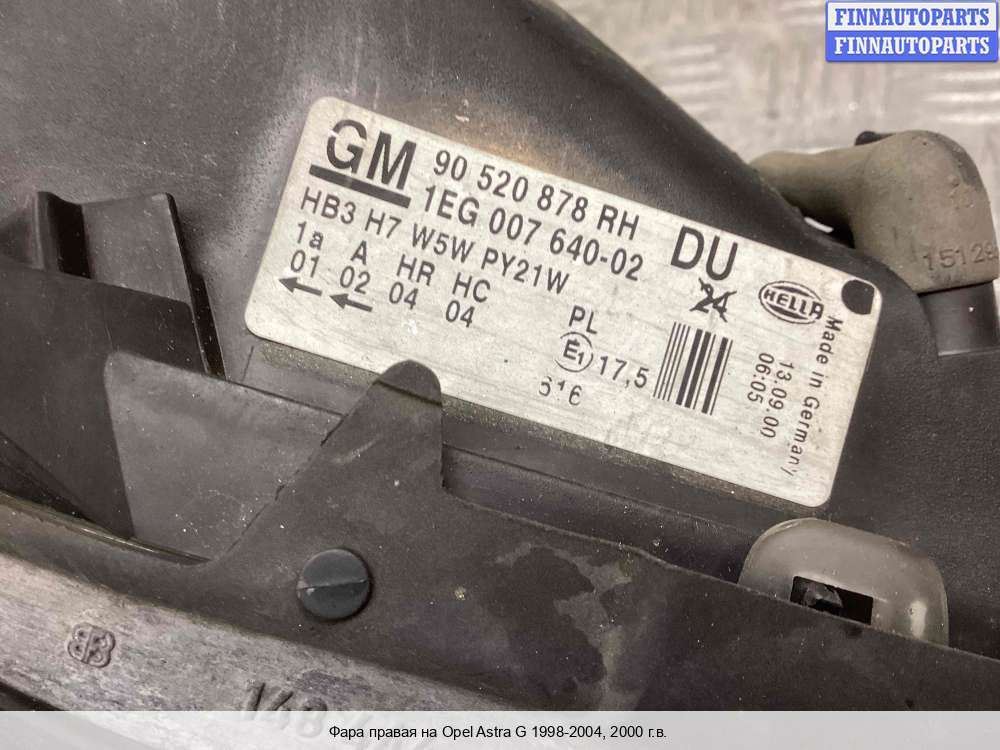 FINNAUTOPARTS
FINNAUTOPARTS
GM 90 520 878 RH
1EG 007 640-02
DU
HB3 H7 W5W PY21W
1a A HR HC
01 02 04 04
24
HELLA
PL
E1 17,5
Made in Germany
13.09.00
06:05
Фара правая на Opel Astra G 1998-2004, 2000 г.в.